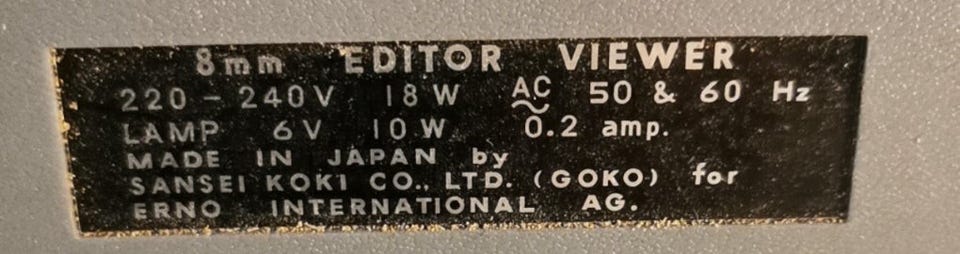 8mm EDITOR VIEWER
220 - 240V 18W AC 50 & 60 Hz
LAMP 6V 10W 0.2 amp.
MADE IN JAPAN by
SANSEI KOKI CO., LTD. (GOKO) for
ERNO INTERNATIONAL AG.